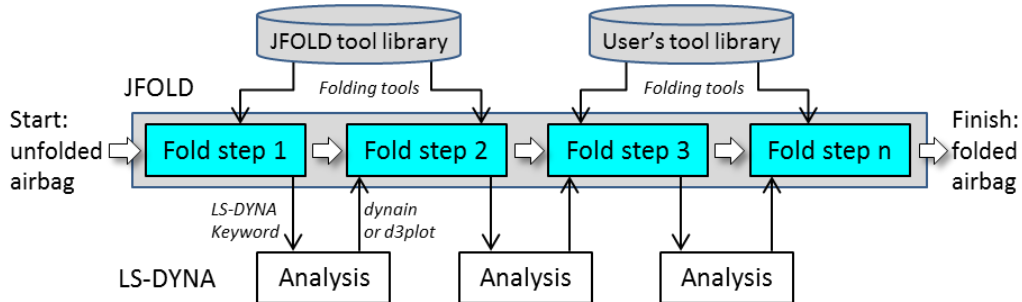 JFOLD tool library
User's tool library
JFOLD
Folding tools
Folding tools
Start:
unfolded
airbag
Fold step 1
Fold step 2
Fold step 3
Fold step n
Finish:
folded
airbag
LS-DYNA
Keyword
dynain
or d3plot
LS-DYNA
Analysis
Analysis
Analysis